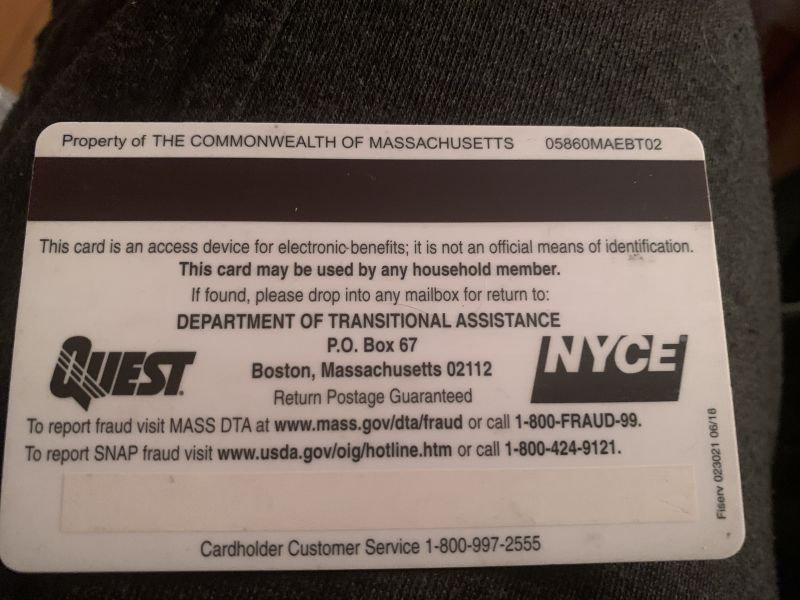 Property of THE COMMONWEALTH OF MASSACHUSETTS 05860MAEBT02
This card is an access device for electronic benefits; it is not an official means of identification.
This card may be used by any household member.
If found, please drop into any mailbox for return to:
DEPARTMENT OF TRANSITIONAL ASSISTANCE
P.O. Box 67
Boston, Massachusetts 02112
Return Postage Guaranteed
QUEST
NYCE
To report fraud visit MASS DTA at www.mass.gov/dta/fraud or call 1-800-FRAUD-99.
To report SNAP fraud visit www.usda.gov/oig/hotline.htm or call 1-800-424-9121.
Cardholder Customer Service 1-800-997-2555
Fiserv 023021 06/18